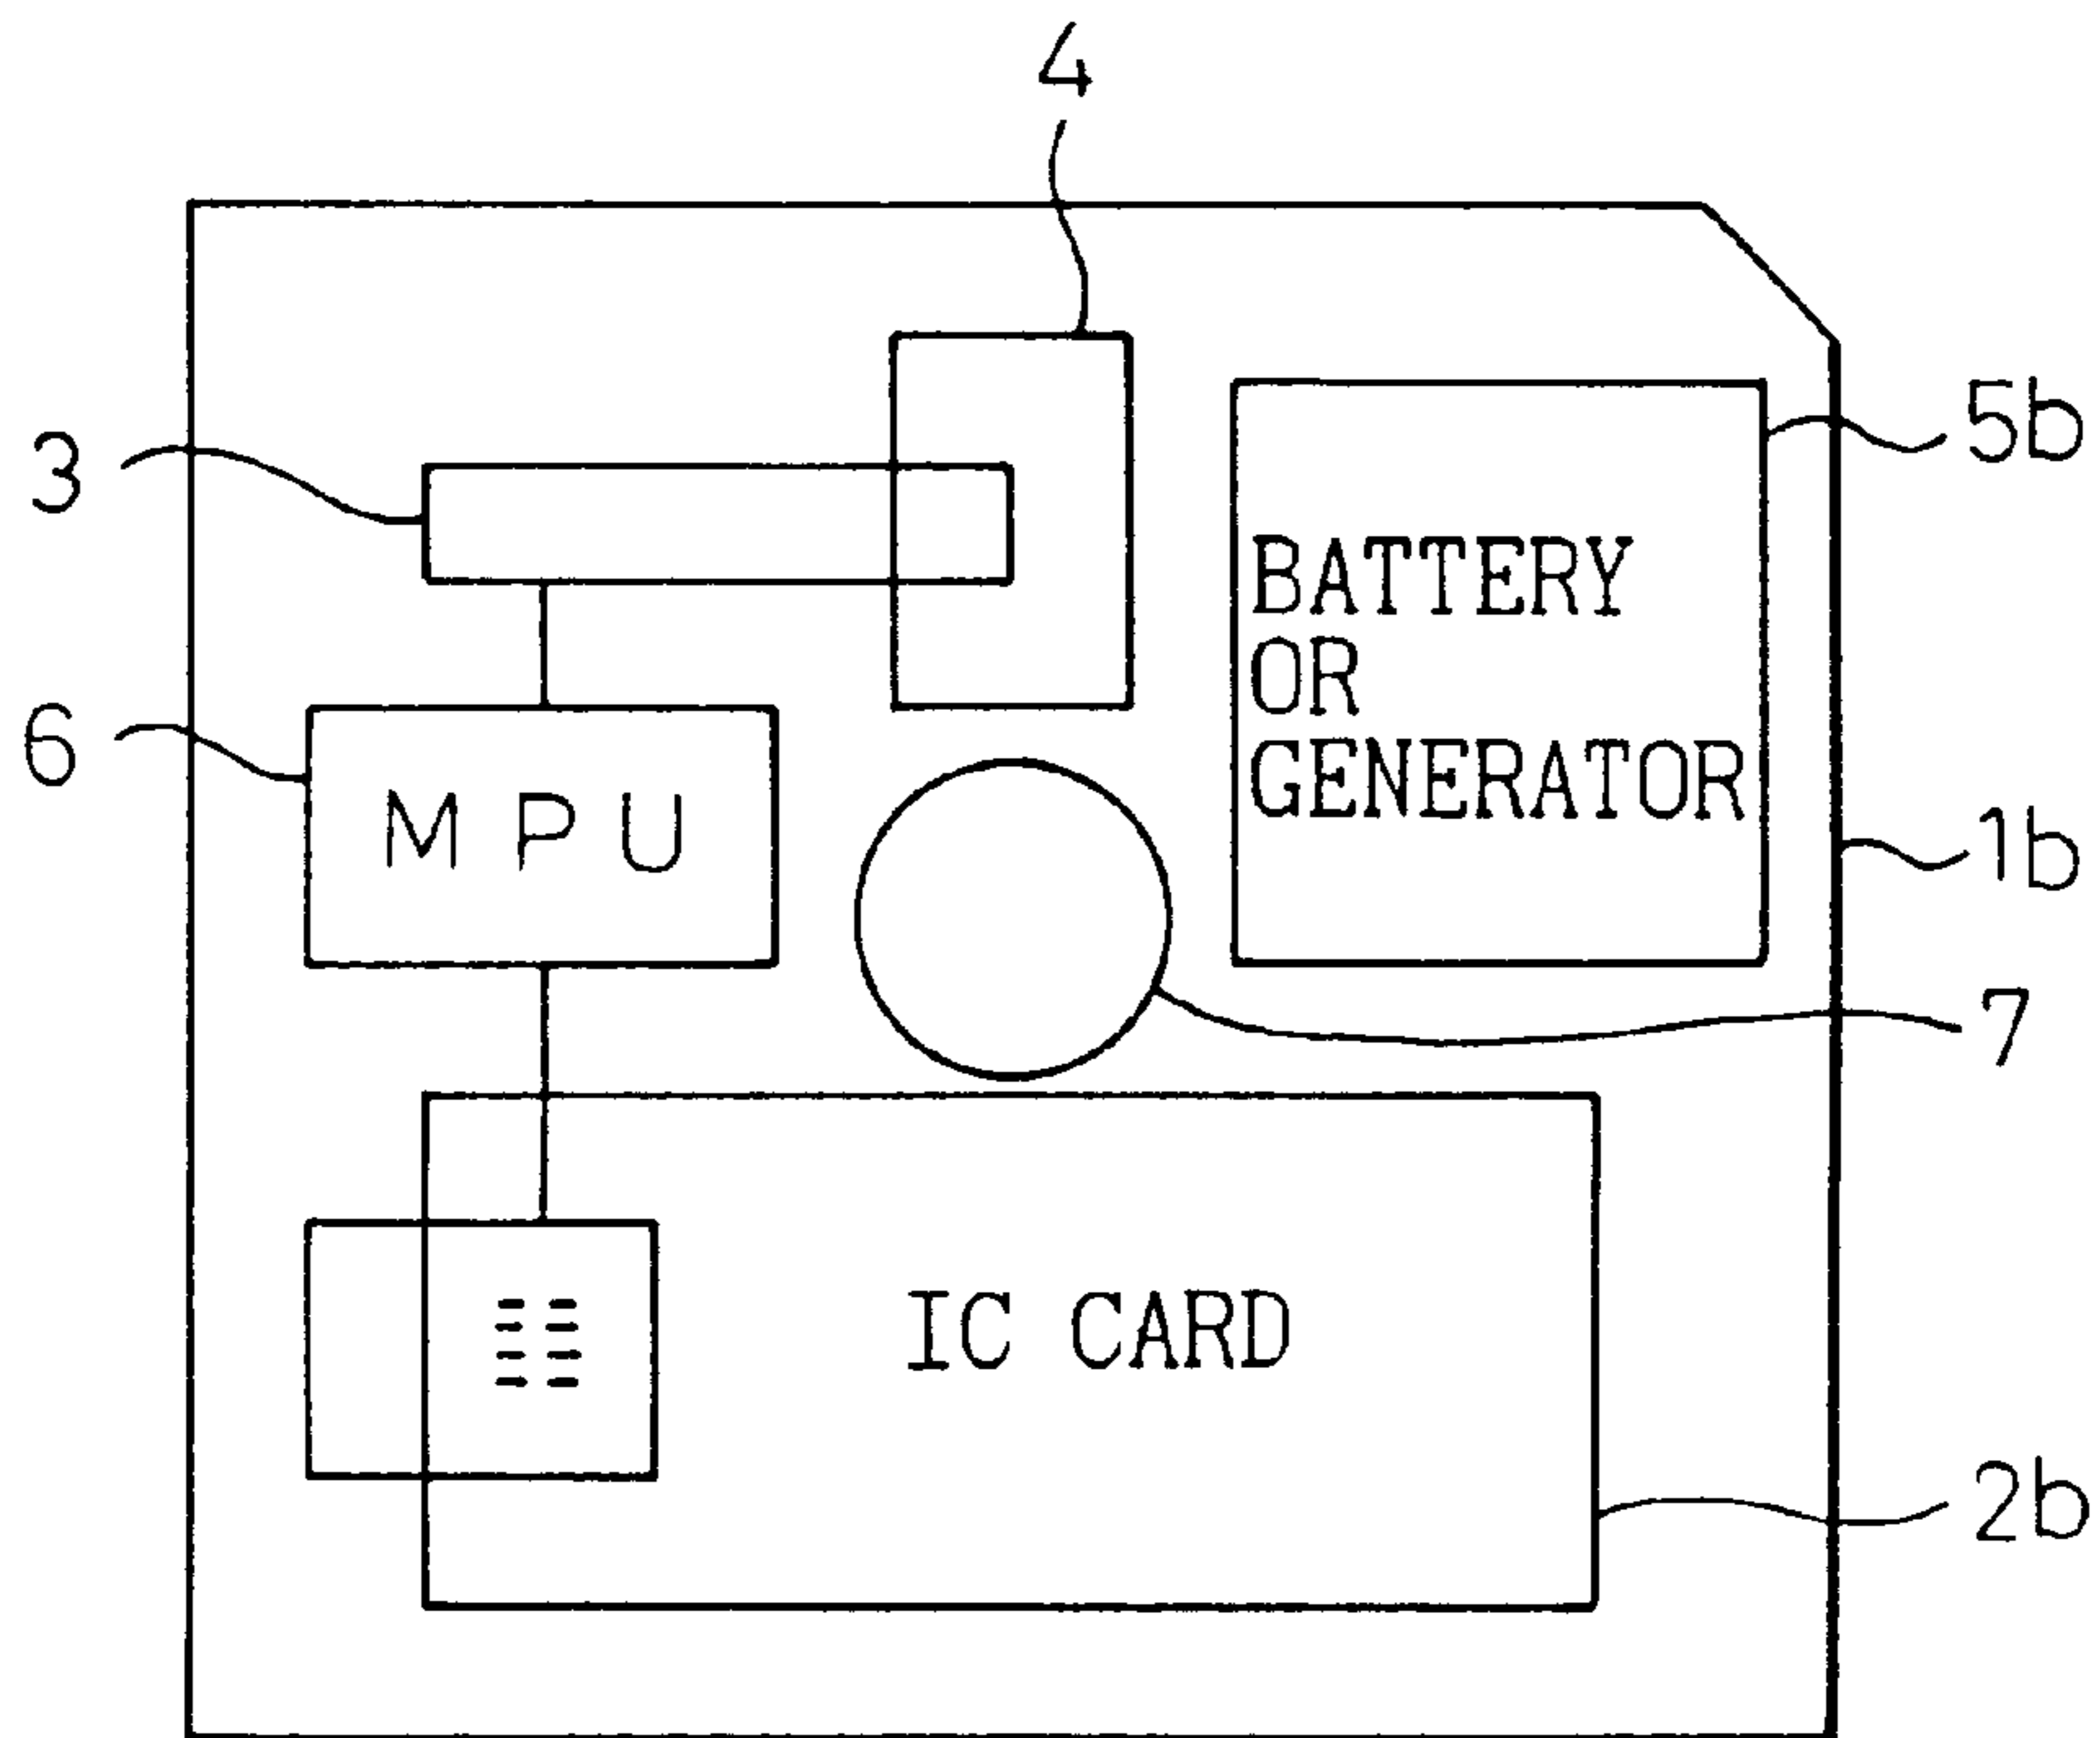 4
5b
3
BATTERY
OR
GENERATOR
6
MPU
1b
7
IC CARD
2b